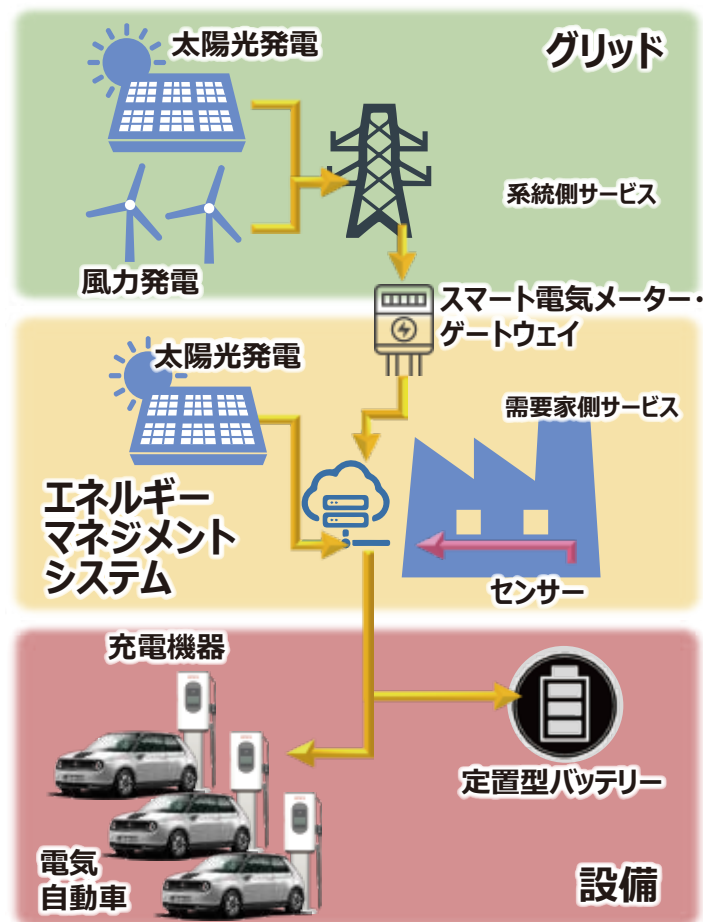 太陽光発電
グリッド
系統側サービス
風力発電
スマート電気メーター・
ゲートウェイ
太陽光発電
需要家側サービス
エネルギー
マネジメント
システム
センサー
充電機器
定置型バッテリー
電気
自動車
設備